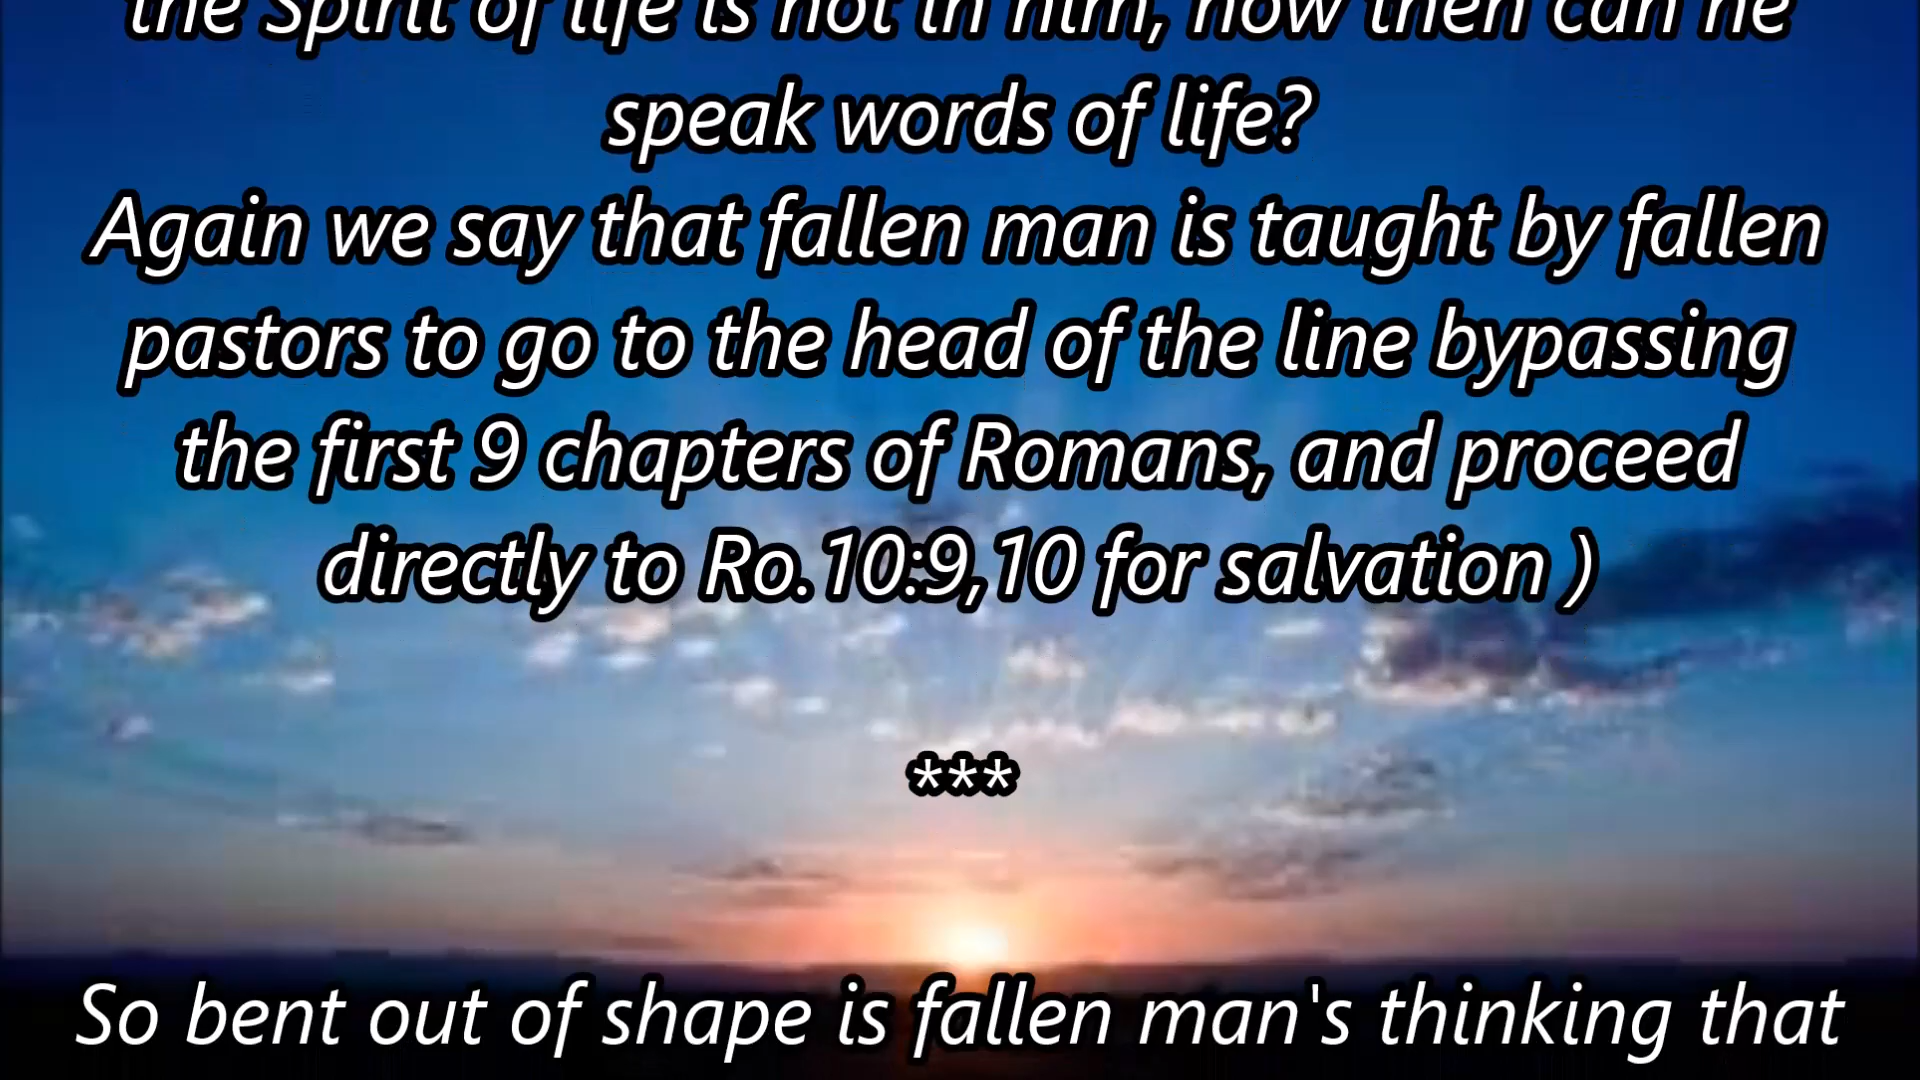 the Spirit of life is not in him, how then can he
speak words of life?
Again we say that fallen man is taught by fallen
pastors to go to the head of the line bypassing
the first 9 chapters of Romans, and proceed
directly to Ro.10:9,10 for salvation )
***
So bent out of shape is fallen man's thinking that